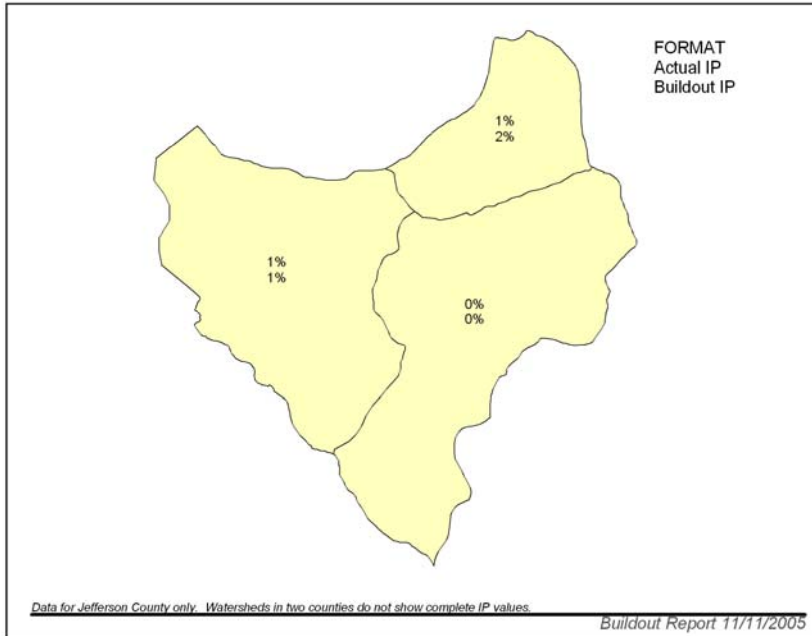 FORMAT
Actual IP
Buildout IP
1%
2%
1%
1%
0%
0%
Data for Jefferson County only. Watersheds in two counties do not show complete IP values.
Buildout Report 11/11/2005